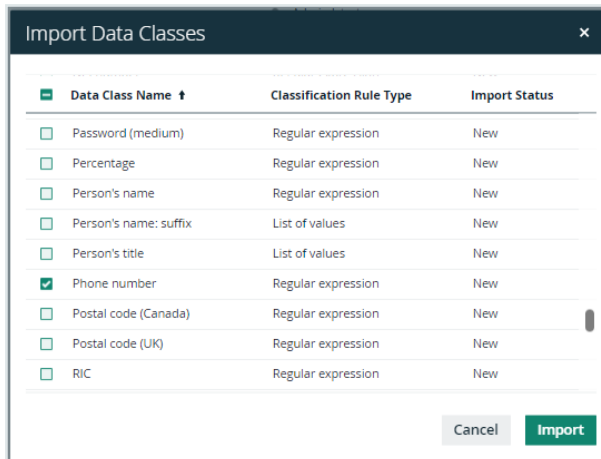 Import Data Classes ×
Data Class Name ↑ Classification Rule Type Import Status
Password (medium) Regular expression New
Percentage Regular expression New
Person's name Regular expression New
Person's name: suffix List of values New
Person's title List of values New
Phone number Regular expression New
Postal code (Canada) Regular expression New
Postal code (UK) Regular expression New
RIC Regular expression New
Cancel Import